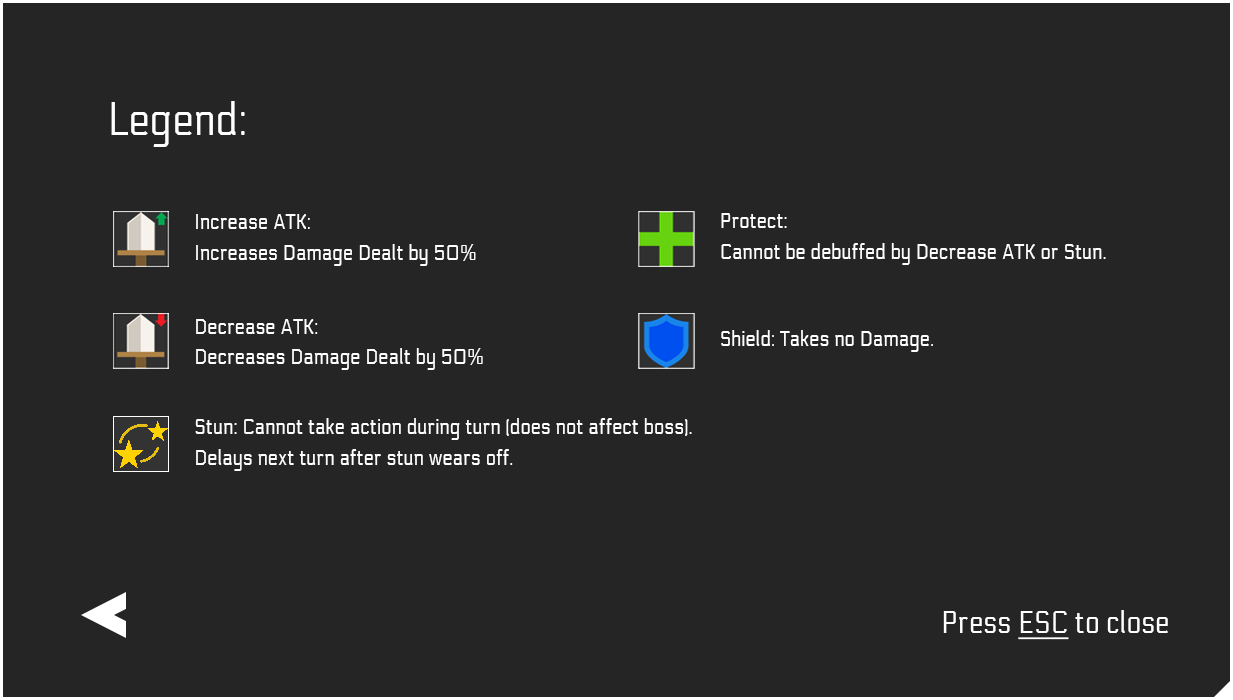 Legend:
Increase ATK:
Increases Damage Dealt by 50%
Decrease ATK:
Decreases Damage Dealt by 50%
Stun: Cannot take action during turn (does not affect boss).
Delays next turn after stun wears off.
Protect:
Cannot be debuffed by Decrease ATK or Stun.
Shield: Takes no Damage.
Press ESC to close